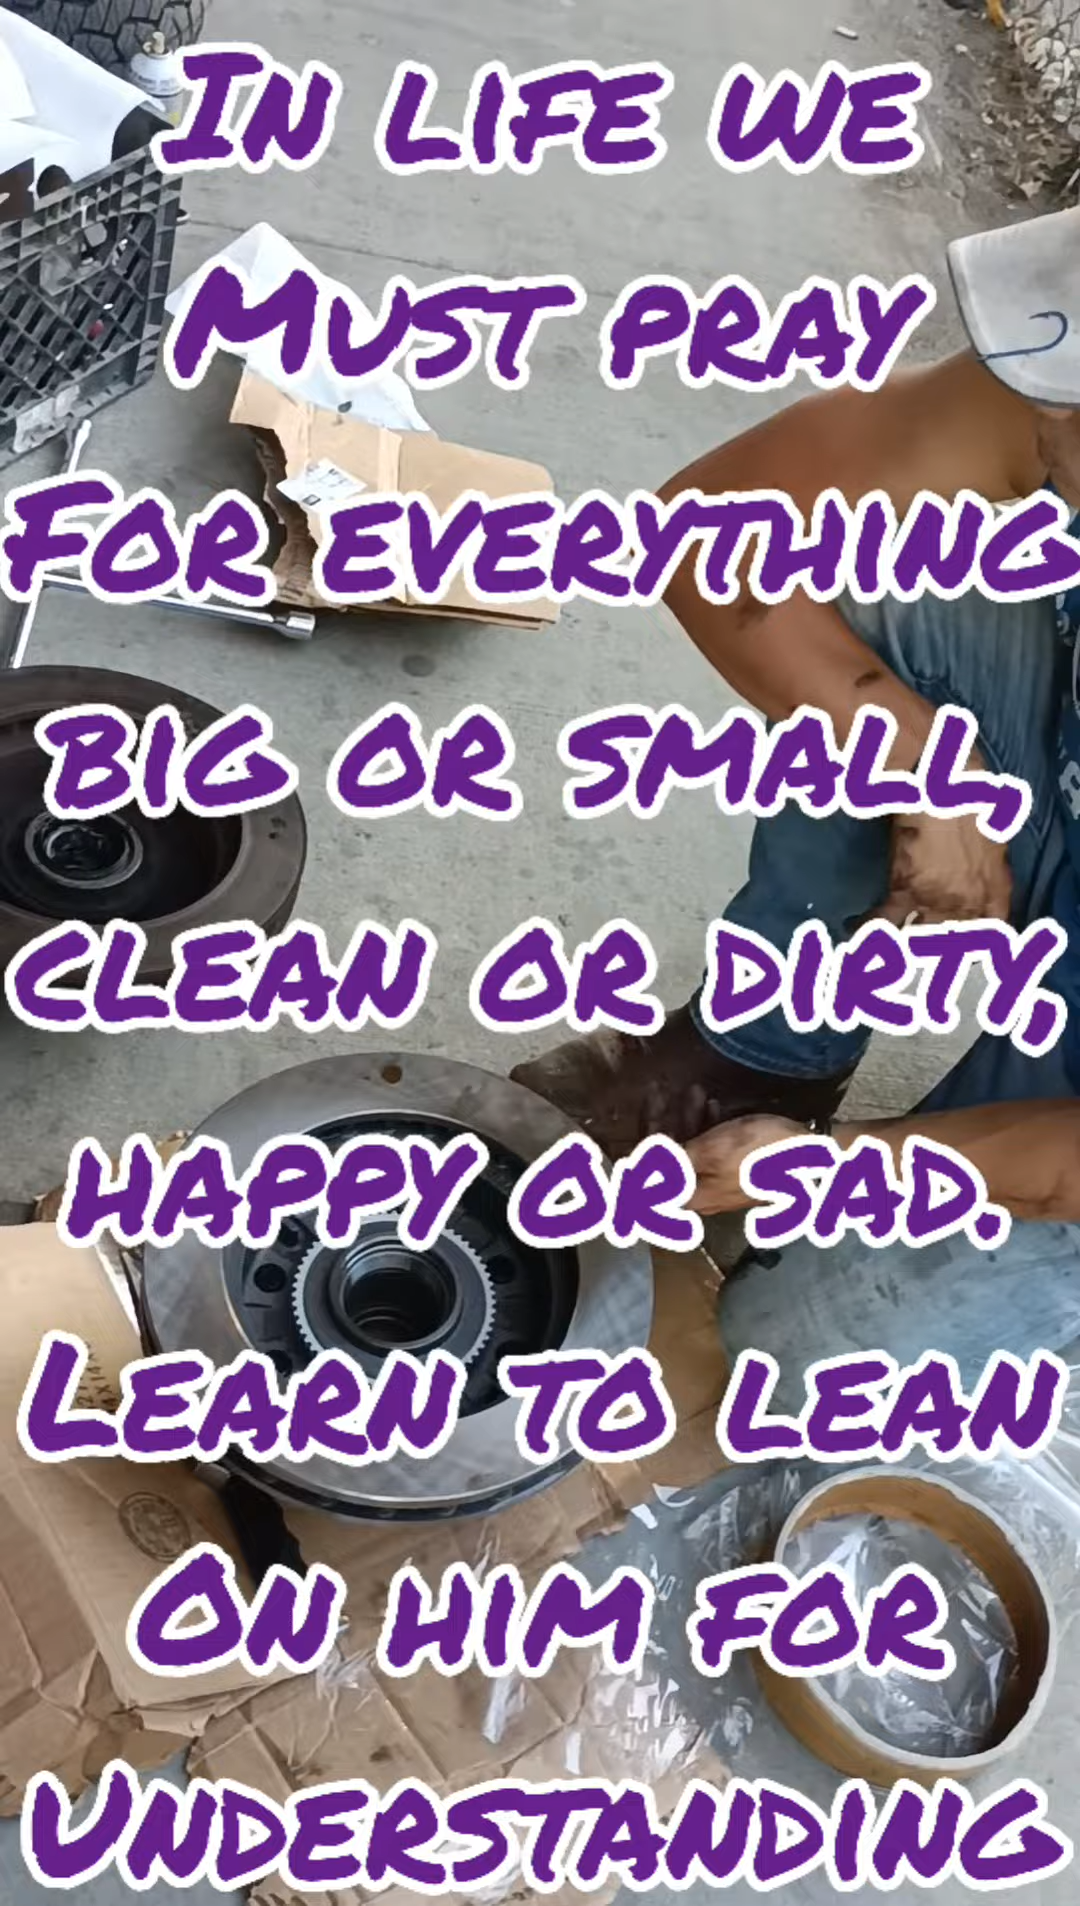 In life we
Must pray
For everything
big or small,
clean or dirty,
happy or sad.
Learn to lean
On him for
Understanding